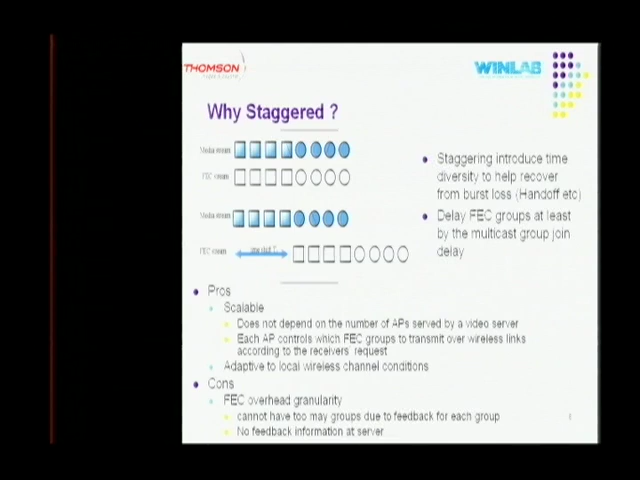 THOMSON
WINLAB
Why Staggered ?
Media stream
FEC stream
Media stream
FEC stream
Staggering introduce time
diversity to help recover
from burst loss (Handoff etc)
Delay FEC groups at least
by the multicast group join
delay
Pros
Scalable
Does not depend on the number of APs served by a video server
Each AP controls which FEC groups to transmit over wireless links
according to the receivers' request
Adaptive to local wireless channel conditions
Cons
FEC overhead granularity
cannot have too may groups due to feedback for each group
No feedback information at server